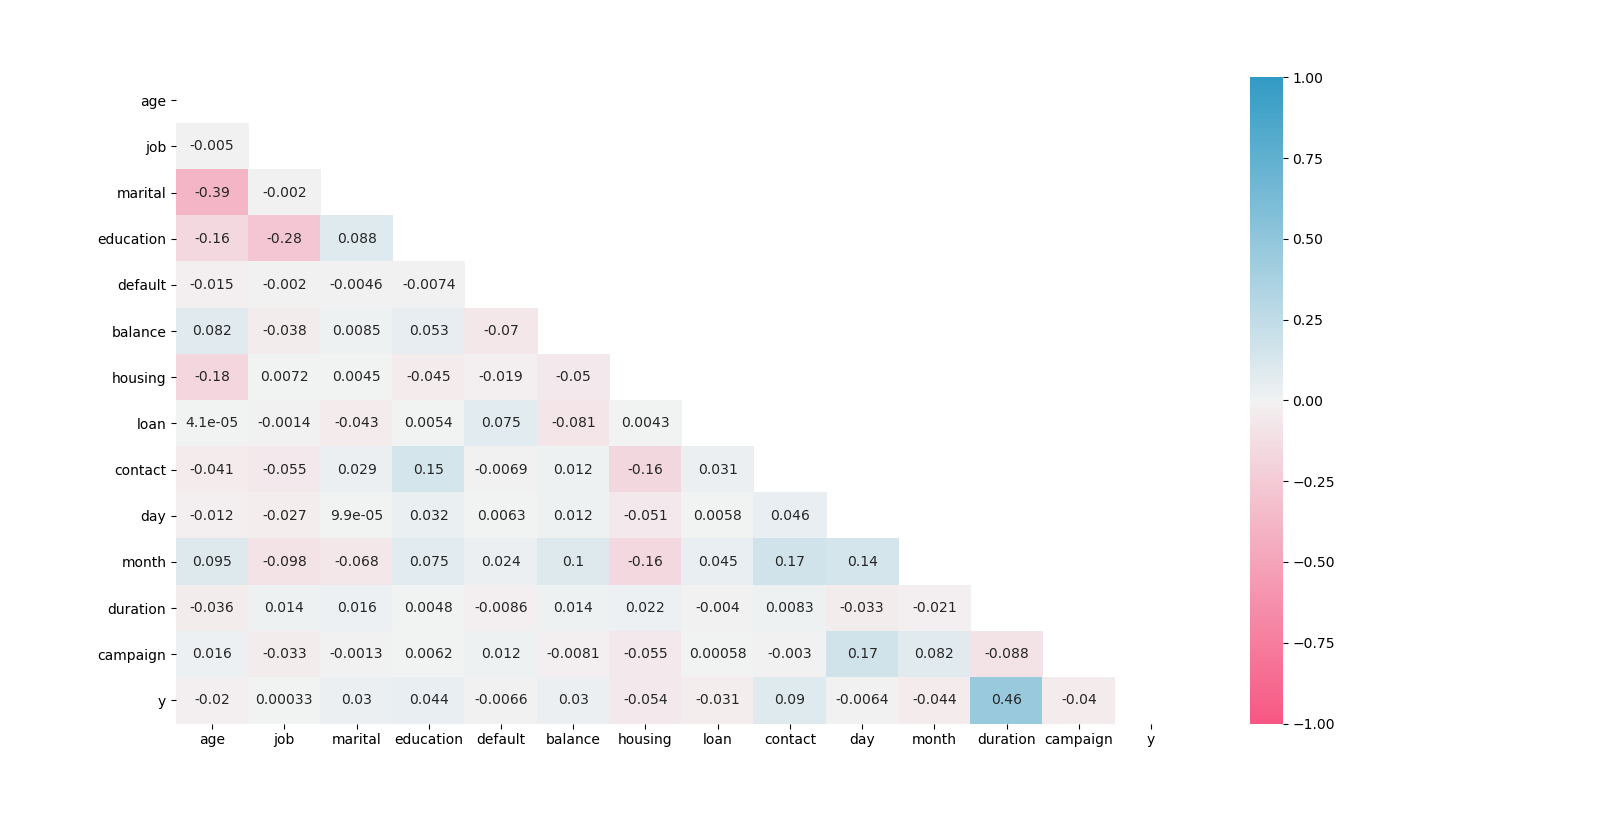 age
job -0.005
marital -0.39 -0.002
education -0.16 -0.28 0.088
default -0.015 -0.002 -0.0046 -0.0074
balance 0.082 -0.038 0.0085 0.053 -0.07
housing -0.18 0.0072 0.0045 -0.045 -0.019 -0.05
loan 4.1e-05 -0.0014 -0.043 0.0054 0.075 -0.081 0.0043
contact -0.041 -0.055 0.029 0.15 -0.0069 0.012 -0.16 0.031
day -0.012 -0.027 9.9e-05 0.032 0.0063 0.012 -0.051 0.0058 0.046
month 0.095 -0.098 -0.068 0.075 0.024 0.1 -0.16 0.045 0.17 0.14
duration -0.036 0.014 0.016 0.0048 -0.0086 0.014 0.022 -0.004 0.0083 -0.033 -0.021
campaign 0.016 -0.033 -0.0013 0.0062 0.012 -0.0081 -0.055 0.00058 -0.003 0.17 0.082 -0.088
y -0.02 0.00033 0.03 0.044 -0.0066 0.03 -0.054 -0.031 0.09 -0.0064 -0.044 0.46 -0.04
age job marital education default balance housing loan contact day month duration campaign y
1.00
0.75
0.50
0.25
0.00
−0.25
−0.50
−0.75
−1.00